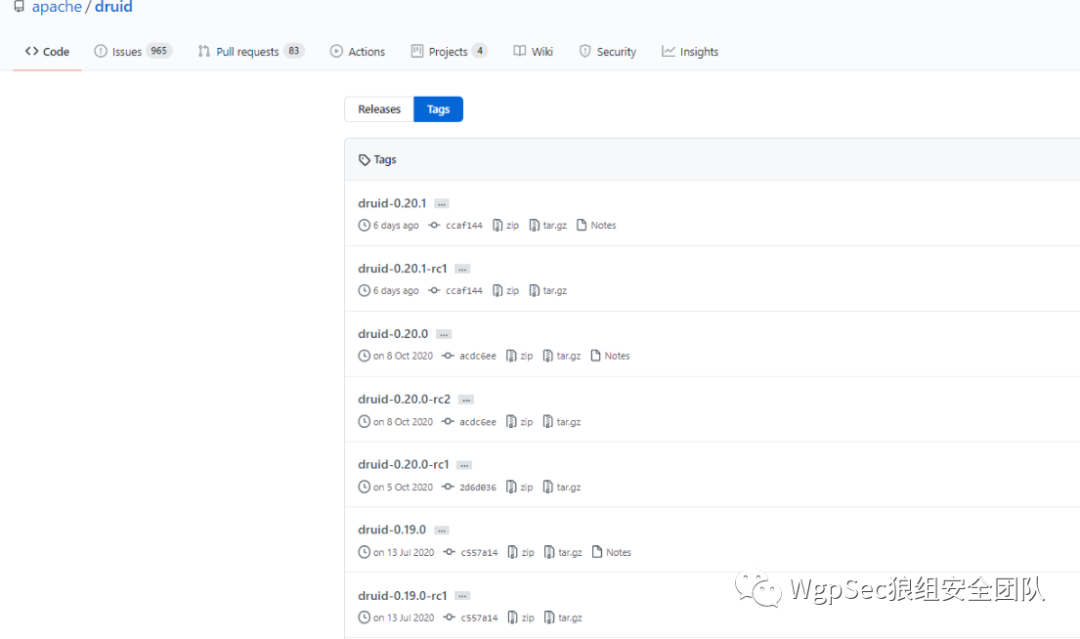 apache / druid
Code Issues 965 Pull requests 83 Actions Projects 4 Wiki Security Insights
Releases Tags
Tags
druid-0.20.1 ...
6 days ago ccaf144 zip tar.gz Notes
druid-0.20.1-rc1 ...
6 days ago ccaf144 zip tar.gz
druid-0.20.0 ...
on 8 Oct 2020 acdc6ee zip tar.gz Notes
druid-0.20.0-rc2 ...
on 8 Oct 2020 acdc6ee zip tar.gz
druid-0.20.0-rc1 ...
on 5 Oct 2020 2d6d036 zip tar.gz
druid-0.19.0 ...
on 13 Jul 2020 c557a14 zip tar.gz Notes
druid-0.19.0-rc1 ...
on 13 Jul 2020 c557a14 zip tar.gz
WgpSec狼组安全团队